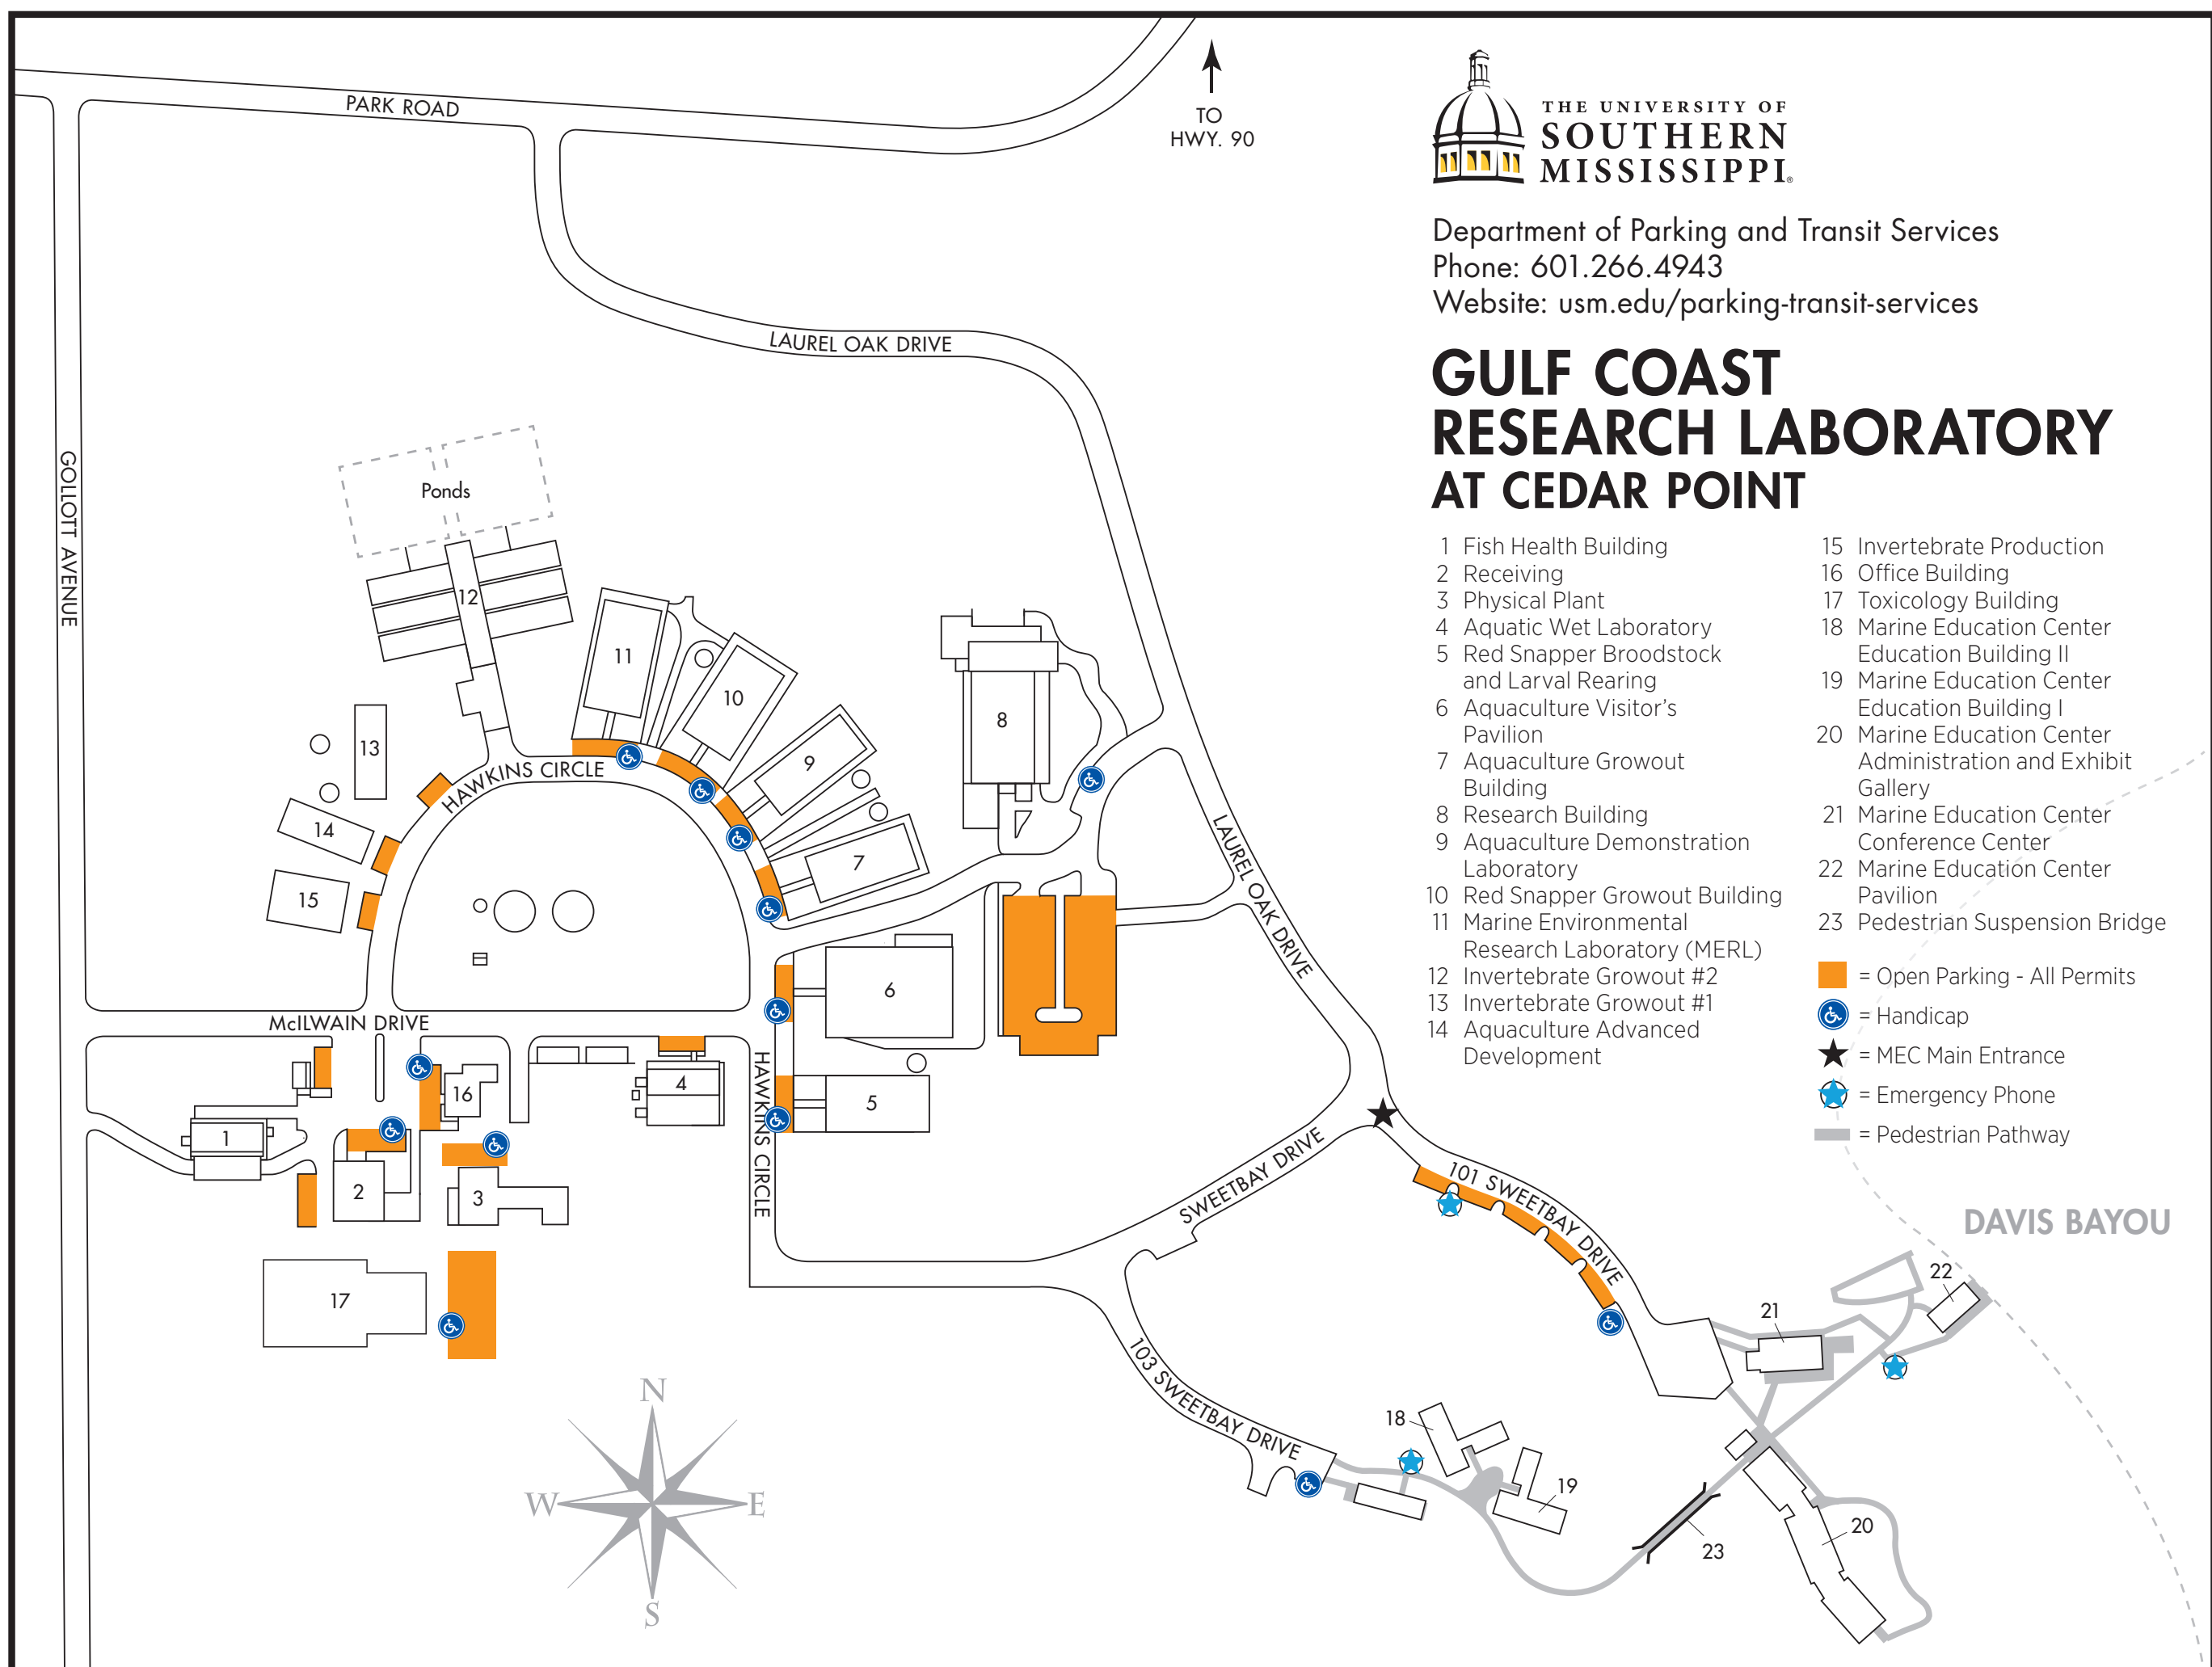 PARK ROAD
TO
HWY. 90
THE UNIVERSITY OF
SOUTHERN
MISSISSIPPI®
Department of Parking and Transit Services
Phone: 601.266.4943
Website: usm.edu/parking-transit-services
GULF COAST
RESEARCH LABORATORY
AT CEDAR POINT
1 Fish Health Building
2 Receiving
3 Physical Plant
4 Aquatic Wet Laboratory
5 Red Snapper Broodstock
and Larval Rearing
6 Aquaculture Visitor's
Pavilion
7 Aquaculture Growout
Building
8 Research Building
9 Aquaculture Demonstration
Laboratory
10 Red Snapper Growout Building
11 Marine Environmental
Research Laboratory (MERL)
12 Invertebrate Growout #2
13 Invertebrate Growout #1
14 Aquaculture Advanced
Development
15 Invertebrate Production
16 Office Building
17 Toxicology Building
18 Marine Education Center
Education Building II
19 Marine Education Center
Education Building I
20 Marine Education Center
Administration and Exhibit
Gallery
21 Marine Education Center
Conference Center
22 Marine Education Center
Pavilion
23 Pedestrian Suspension Bridge
= Open Parking - All Permits
= Handicap
= MEC Main Entrance
= Emergency Phone
= Pedestrian Pathway
LAUREL OAK DRIVE
GOLLOTT AVENUE
Ponds
12
11
10
13
9
8
HAWKINS CIRCLE
14
7
15
LAUREL OAK DRIVE
6
McILWAIN DRIVE
16
4
5
HAWKINS CIRCLE
1
2
3
SWEETBAY DRIVE
101 SWEETBAY DRIVE
DAVIS BAYOU
17
22
21
103 SWEETBAY DRIVE
18
19
20
23
N
W
E
S